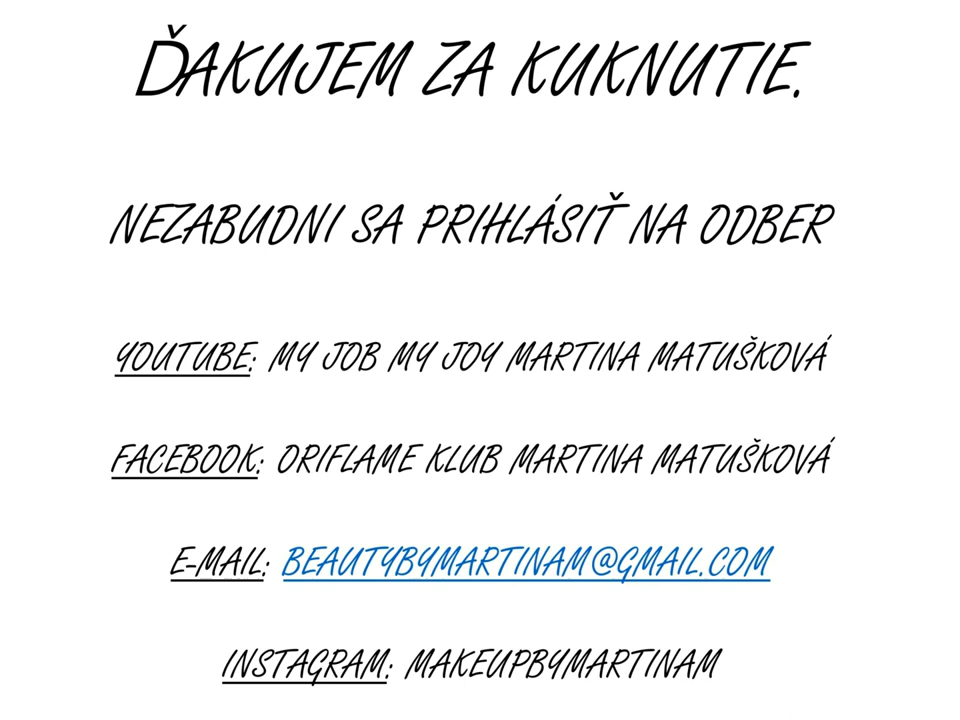 ĎAKUJEM ZA KUKNUTIE.
NEZABUDNI SA PRIHLÁSIŤ NA ODBER
YOUTUBE: MY JOB MY JOY MARTINA MATUŠKOVÁ
FACEBOOK: ORIFLAME KLUB MARTINA MATUŠKOVÁ
E-MAIL: BEAUTYBYMARTINAM@GMAIL.COM
INSTAGRAM: MAKEUPBYMARTINAM